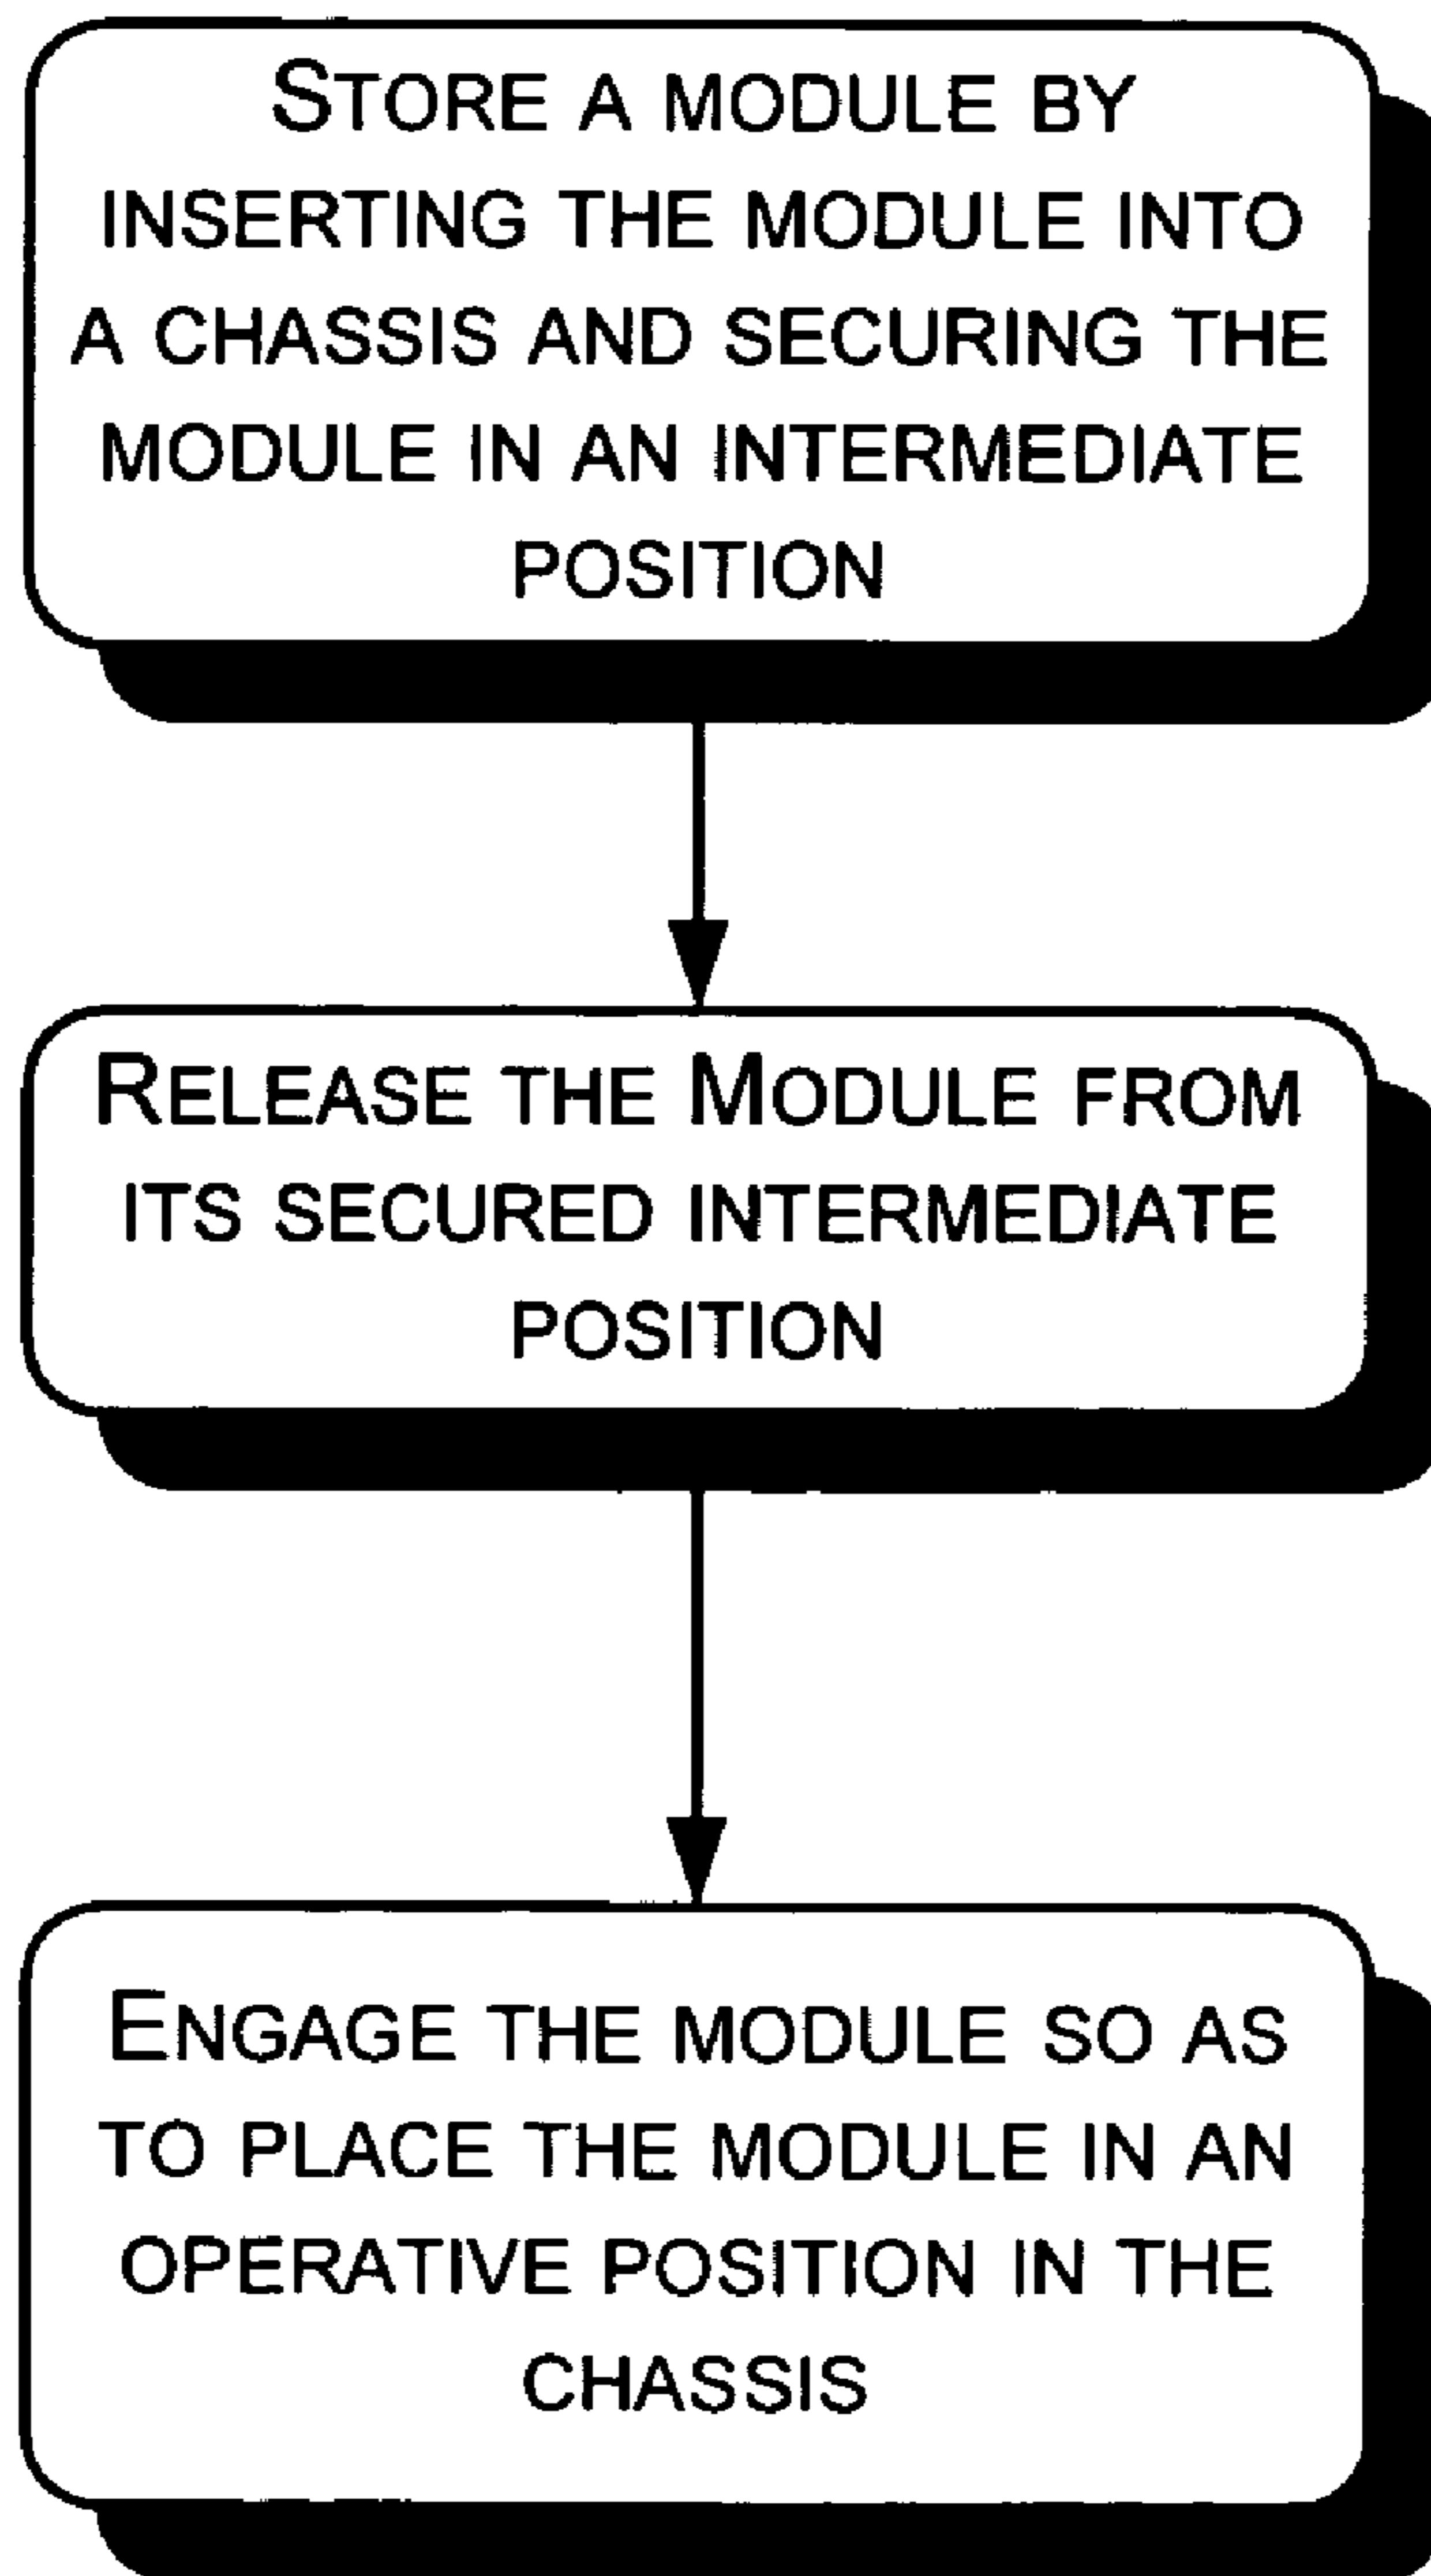 STORE A MODULE BY
INSERTING THE MODULE INTO
A CHASSIS AND SECURING THE
MODULE IN AN INTERMEDIATE
POSITION
RELEASE THE MODULE FROM
ITS SECURED INTERMEDIATE
POSITION
ENGAGE THE MODULE SO AS
TO PLACE THE MODULE IN AN
OPERATIVE POSITION IN THE
CHASSIS